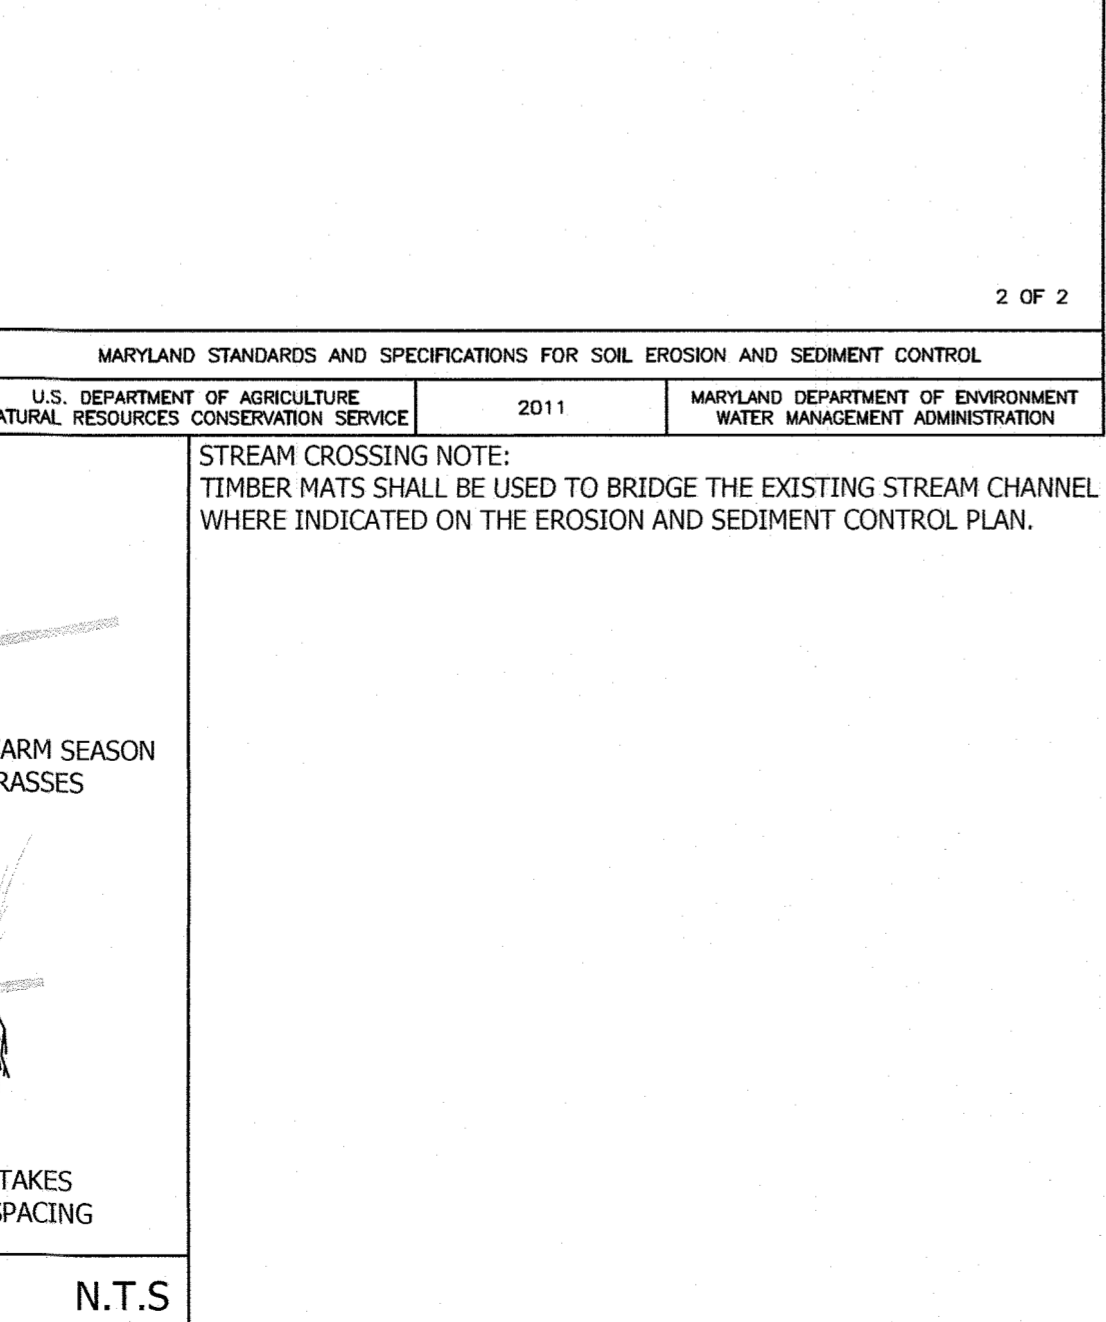 2 OF 2
MARYLAND STANDARDS AND SPECIFICATIONS FOR SOIL EROSION AND SEDIMENT CONTROL
U.S. DEPARTMENT OF AGRICULTURE
ATURAL RESOURCES CONSERVATION SERVICE
2011
MARYLAND DEPARTMENT OF ENVIRONMENT
WATER MANAGEMENT ADMINISTRATION
STREAM CROSSING NOTE:
TIMBER MATS SHALL BE USED TO BRIDGE THE EXISTING STREAM CHANNEL
WHERE INDICATED ON THE EROSION AND SEDIMENT CONTROL PLAN.
ARM SEASON
RASSES
TAKES
SPACING
N.T.S